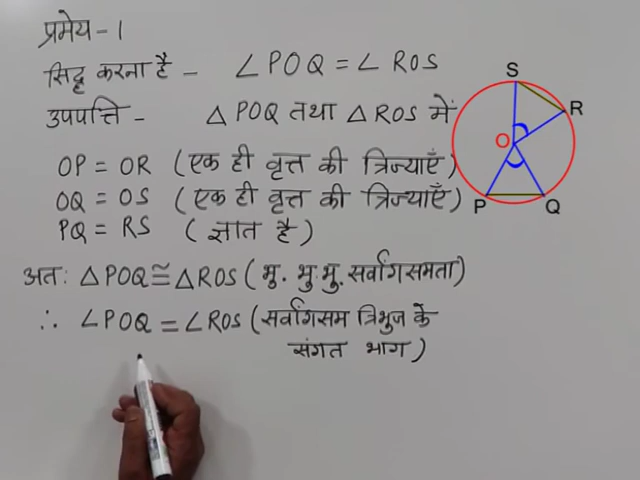 प्रमेय - 1
सिद्ध करना है - ∠POQ = ∠ROS
उपपत्ति - △POQ तथा △ROS में
OP = OR (एक ही वृत्त की त्रिज्याएँ)
OQ = OS (एक ही वृत्त की त्रिज्याएँ)
PQ = RS (ज्ञात है)
अतः △POQ ≅ △ROS (भु. भु. भु. सर्वांगसमता)
∴ ∠POQ = ∠ROS (सर्वांगसम त्रिभुज के
संगत भाग)
S
R
O
P
Q